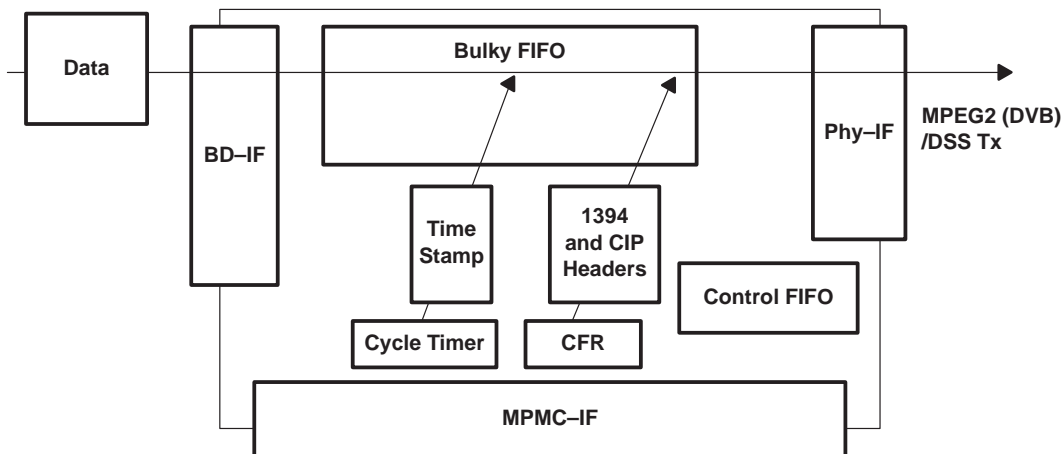 Data
Bulky FIFO
BD–IF
Phy–IF
MPEG2 (DVB)
/DSS Tx
Time
Stamp
1394
and CIP
Headers
Control FIFO
Cycle Timer
CFR
MPMC–IF